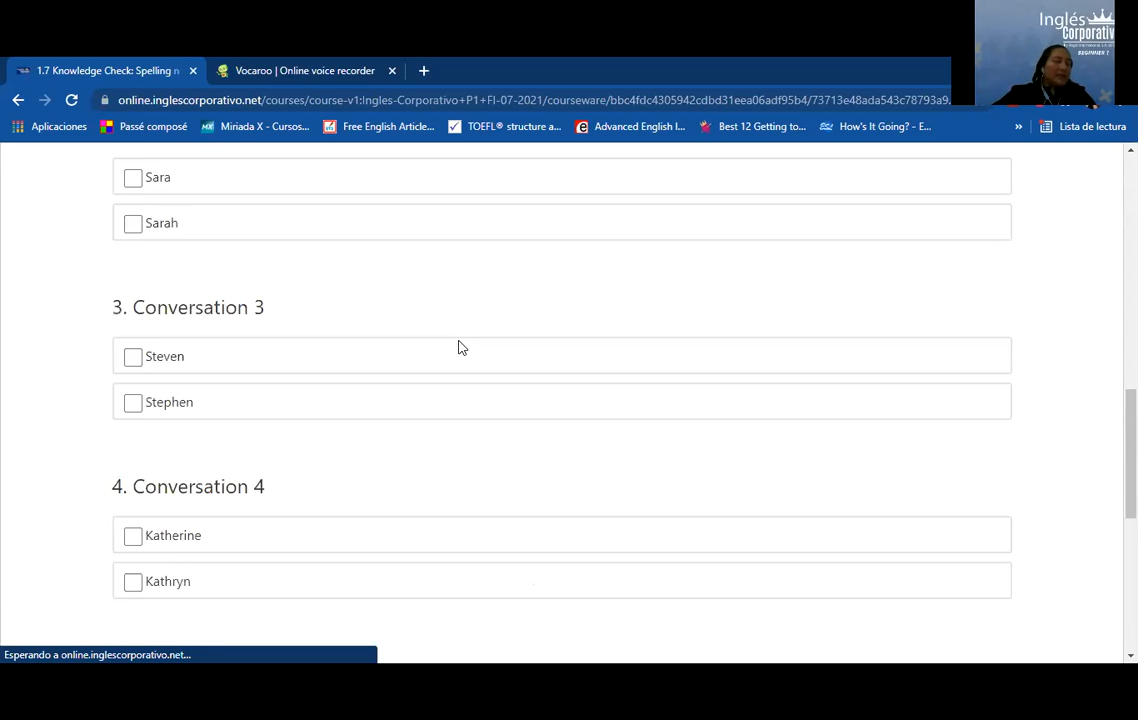 Inglés
Corporativ
BEGINNER 1
1.7 Knowledge Check: Spelling n
Vocaroo | Online voice recorder
online.inglescorporativo.net/courses/course-v1:Ingles-Corporativo+P1+FI-07-2021/courseware/bbc4fdc4305942cdbd31eea06adf95b4/73713e48ada543c78793a9.
Aplicaciones
Passé composé
Miriada X - Cursos...
Free English Article...
TOEFL® structure a...
Advanced English l...
Best 12 Getting to...
How's It Going? - E...
»
Lista de lectura
Sara
Sarah
3. Conversation 3
Steven
Stephen
4. Conversation 4
Katherine
Kathryn
Esperando a online.inglescorporativo.net...